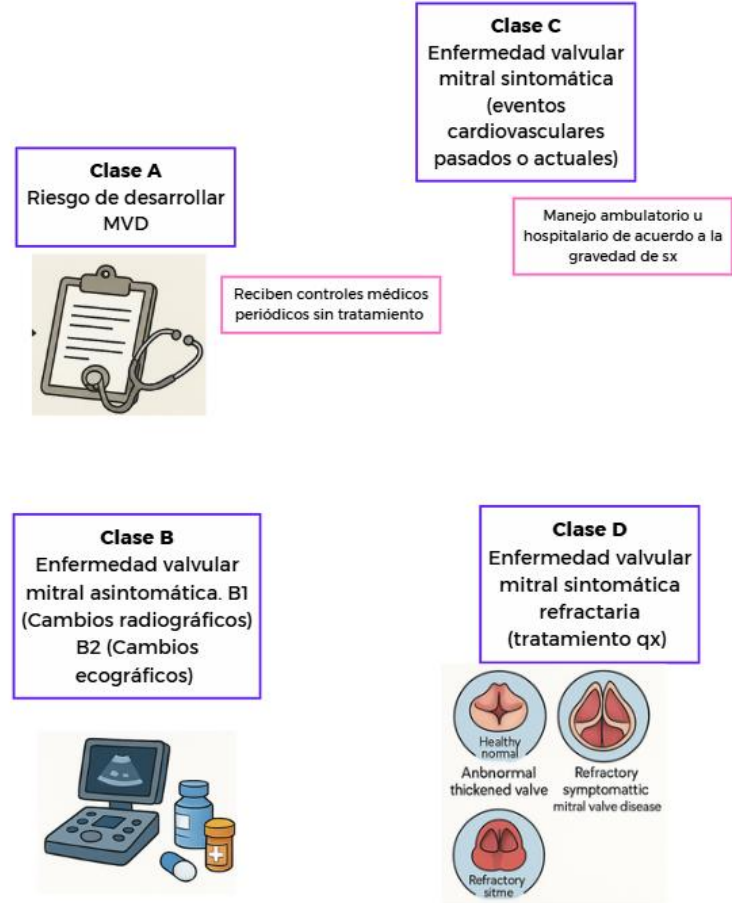 Clase C
Enfermedad valvular
mitral sintomática
(eventos
cardiovasculares
pasados o actuales)
Clase A
Riesgo de desarrollar
MVD
Manejo ambulatorio u
hospitalario de acuerdo a la
gravedad de sx
Reciben controles médicos
periódicos sin tratamiento
Clase B
Enfermedad valvular
mitral asintomática. B1
(Cambios radiográficos)
B2 (Cambios
ecográficos)
Clase D
Enfermedad valvular
mitral sintomática
refractaria
(tratamiento qx)
Healthy
normal
Anbnormal
thickened valve
Refractory
symptomattic
mitral valve disease
Refractory
sitme